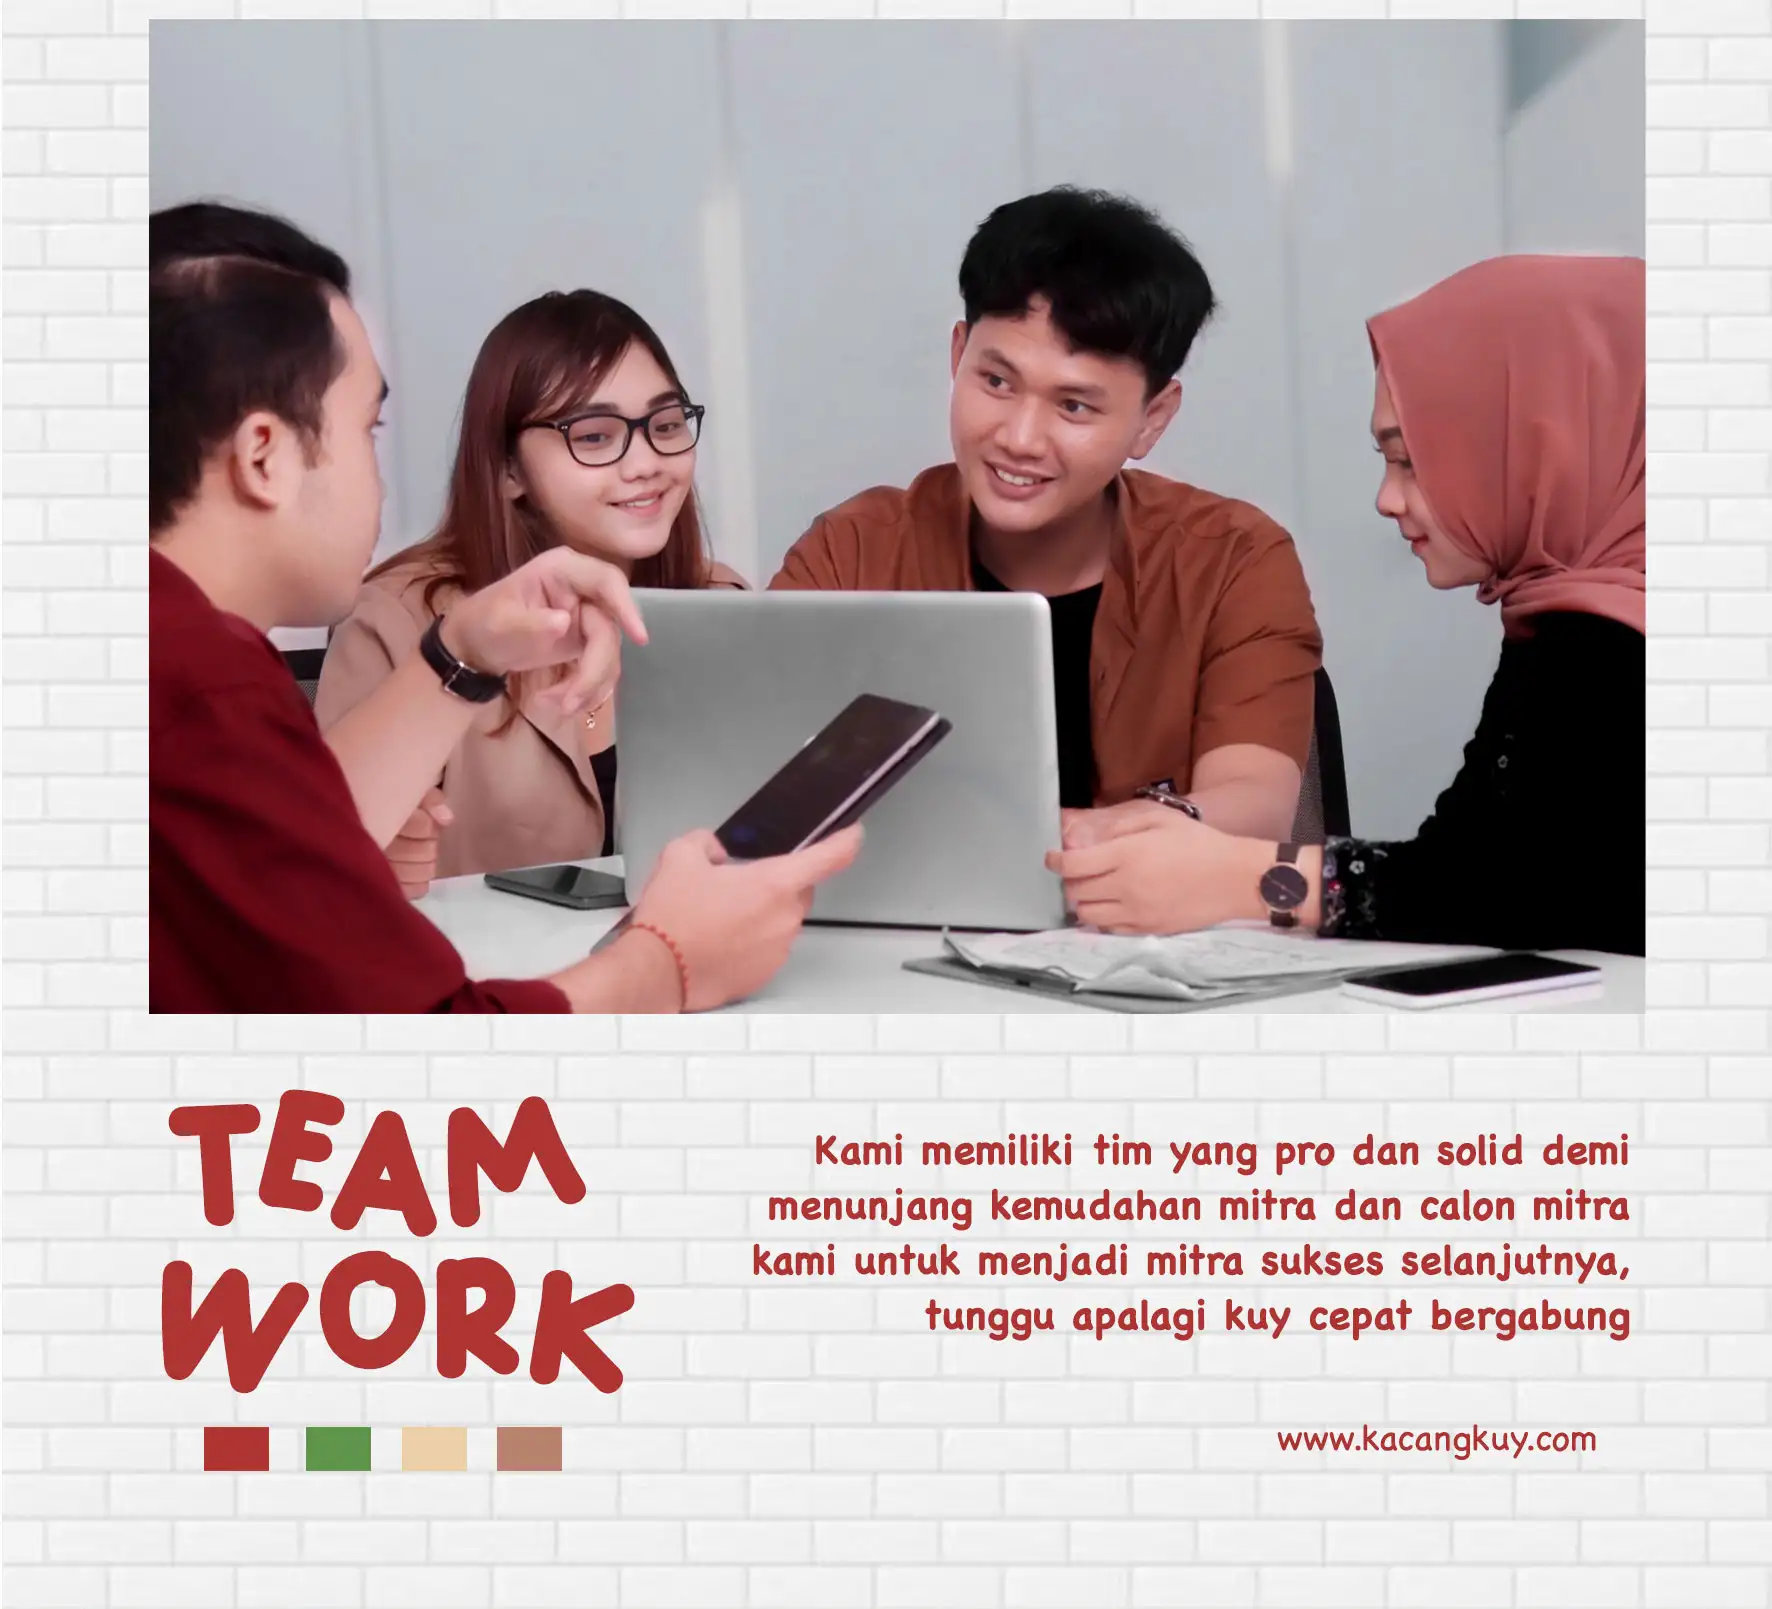 TEAM
WORK
Kami memiliki tim yang pro dan solid demi
menunjang kemudahan mitra dan calon mitra
kami untuk menjadi mitra sukses selanjutnya,
tunggu apalagi kuy cepat bergabung
www.kacangkuy.com